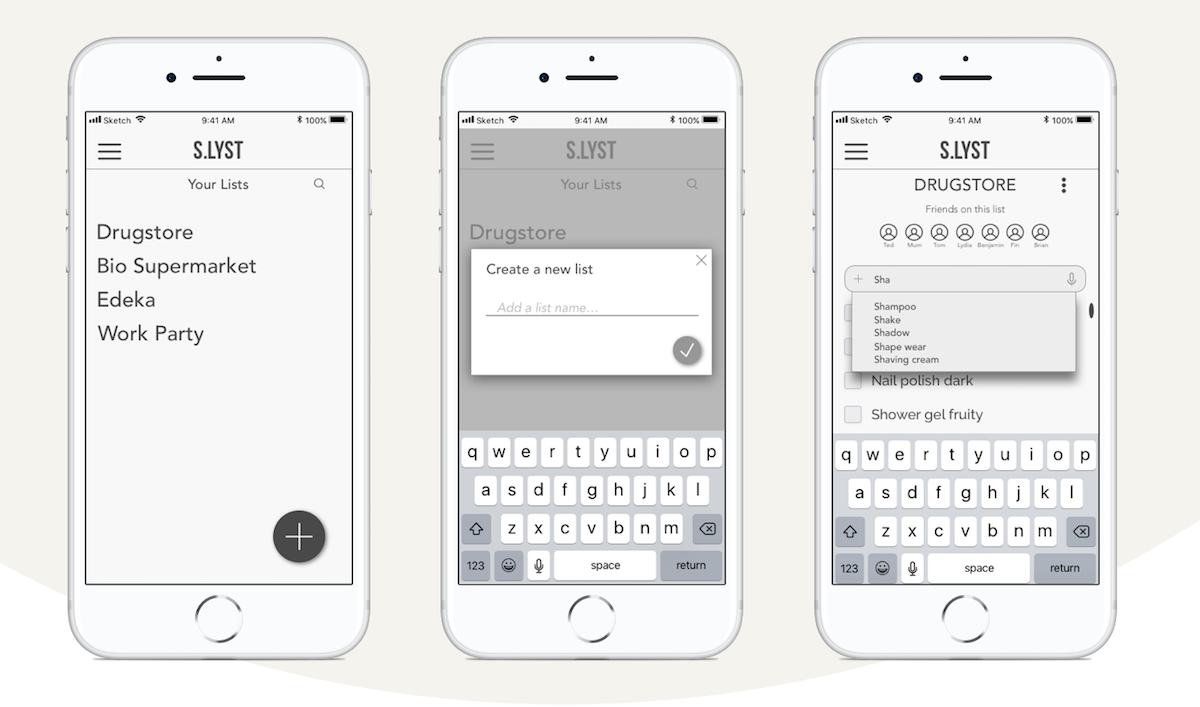 Sketch 9:41 AM 100%
S.LYST
Your Lists
Drugstore
Bio Supermarket
Edeka
Work Party
Sketch 9:41 AM 100%
S.LYST
Your Lists
Drugstore
Create a new list
Add a list name...
q w e r t y u i o p
a s d f g h j k l
z x c v b n m
123 space return
Sketch 9:41 AM 100%
S.LYST
DRUGSTORE
Friends on this list
Ted Mum Tom Lydia Benjamin Fin Brian
+ Sha
Shampoo
Shake
Shadow
Shape wear
Shaving cream
Nail polish dark
Shower gel fruity
q w e r t y u i o p
a s d f g h j k l
z x c v b n m
123 space return